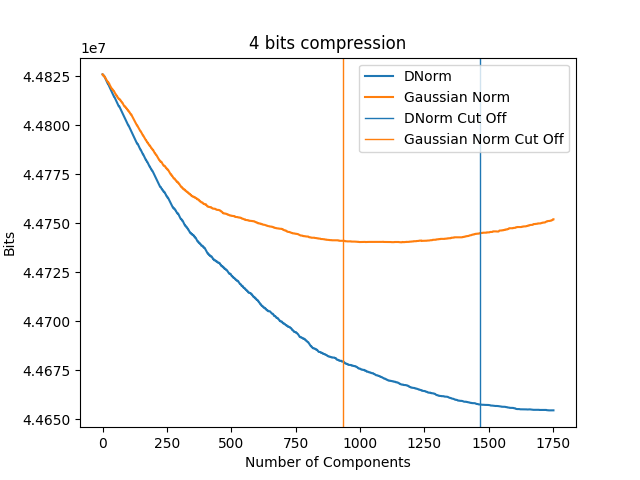 4 bits compression
1e7
4.4825
4.4800
4.4775
4.4750
4.4725
4.4700
4.4675
4.4650
Bits
DNorm
Gaussian Norm
DNorm Cut Off
Gaussian Norm Cut Off
0 250 500 750 1000 1250 1500 1750
Number of Components